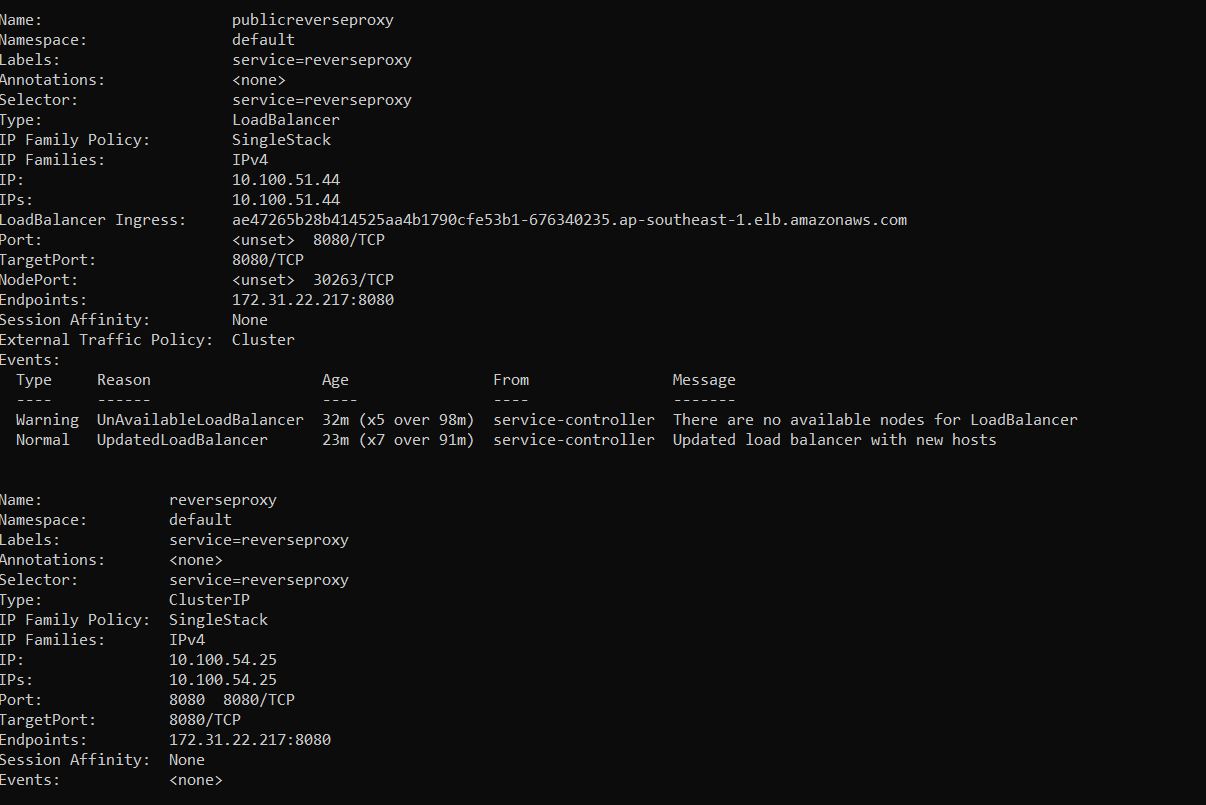 Name:                     publicreverseproxy
Namespace:                default
Labels:                   service=reverseproxy
Annotations:              <none>
Selector:                 service=reverseproxy
Type:                     LoadBalancer
IP Family Policy:         SingleStack
IP Families:              IPv4
IP:                       10.100.51.44
IPs:                      10.100.51.44
LoadBalancer Ingress:     ae47265b28b414525aa4b1790cfe53b1-676340235.ap-southeast-1.elb.amazonaws.com
Port:                     <unset>  8080/TCP
TargetPort:               8080/TCP
NodePort:                 <unset>  30263/TCP
Endpoints:                172.31.22.217:8080
Session Affinity:         None
External Traffic Policy:  Cluster
Events:
  Type     Reason                   Age                From                Message
  ----     ------                   ----               ----                -------
  Warning  UnAvailableLoadBalancer  32m (x5 over 98m)  service-controller  There are no available nodes for LoadBalancer
  Normal   UpdatedLoadBalancer      23m (x7 over 91m)  service-controller  Updated load balancer with new hosts
Name:              reverseproxy
Namespace:         default
Labels:            service=reverseproxy
Annotations:       <none>
Selector:          service=reverseproxy
Type:              ClusterIP
IP Family Policy:  SingleStack
IP Families:       IPv4
IP:                10.100.54.25
IPs:               10.100.54.25
Port:              8080  8080/TCP
TargetPort:        8080/TCP
Endpoints:         172.31.22.217:8080
Session Affinity:  None
Events:            <none>